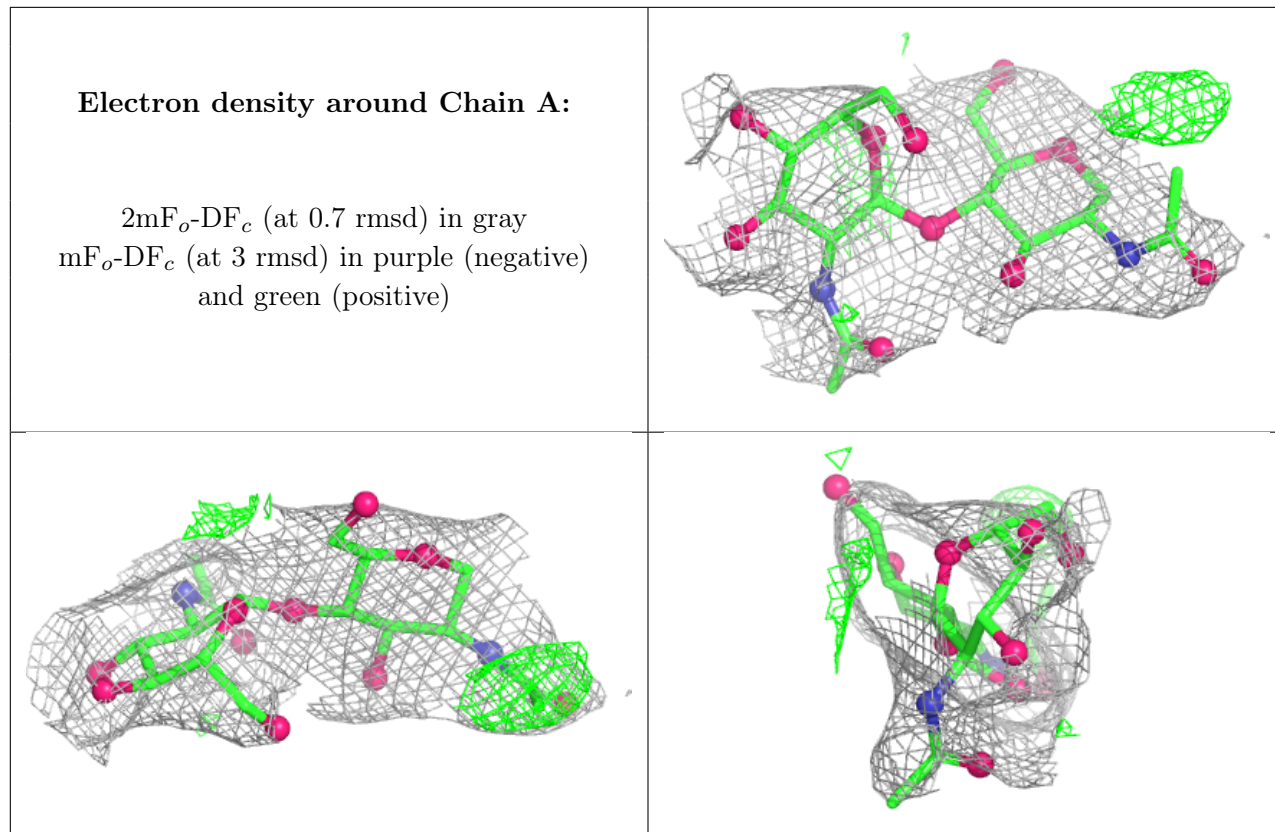 Electron density around Chain A:
2mFₒ-DF𝒸 (at 0.7 rmsd) in gray
mFₒ-DF𝒸 (at 3 rmsd) in purple (negative)
and green (positive)